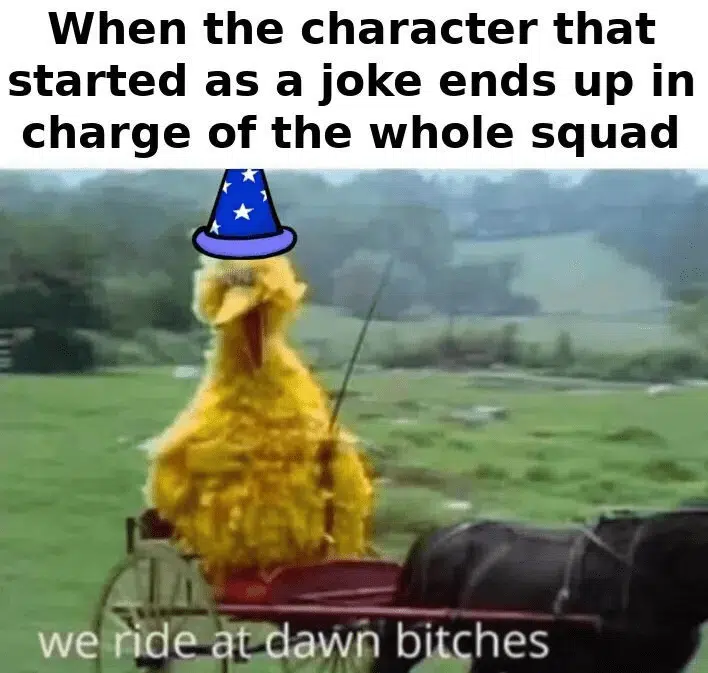 When the character that
started as a joke ends up in
charge of the whole squad
we ride at dawn bitches